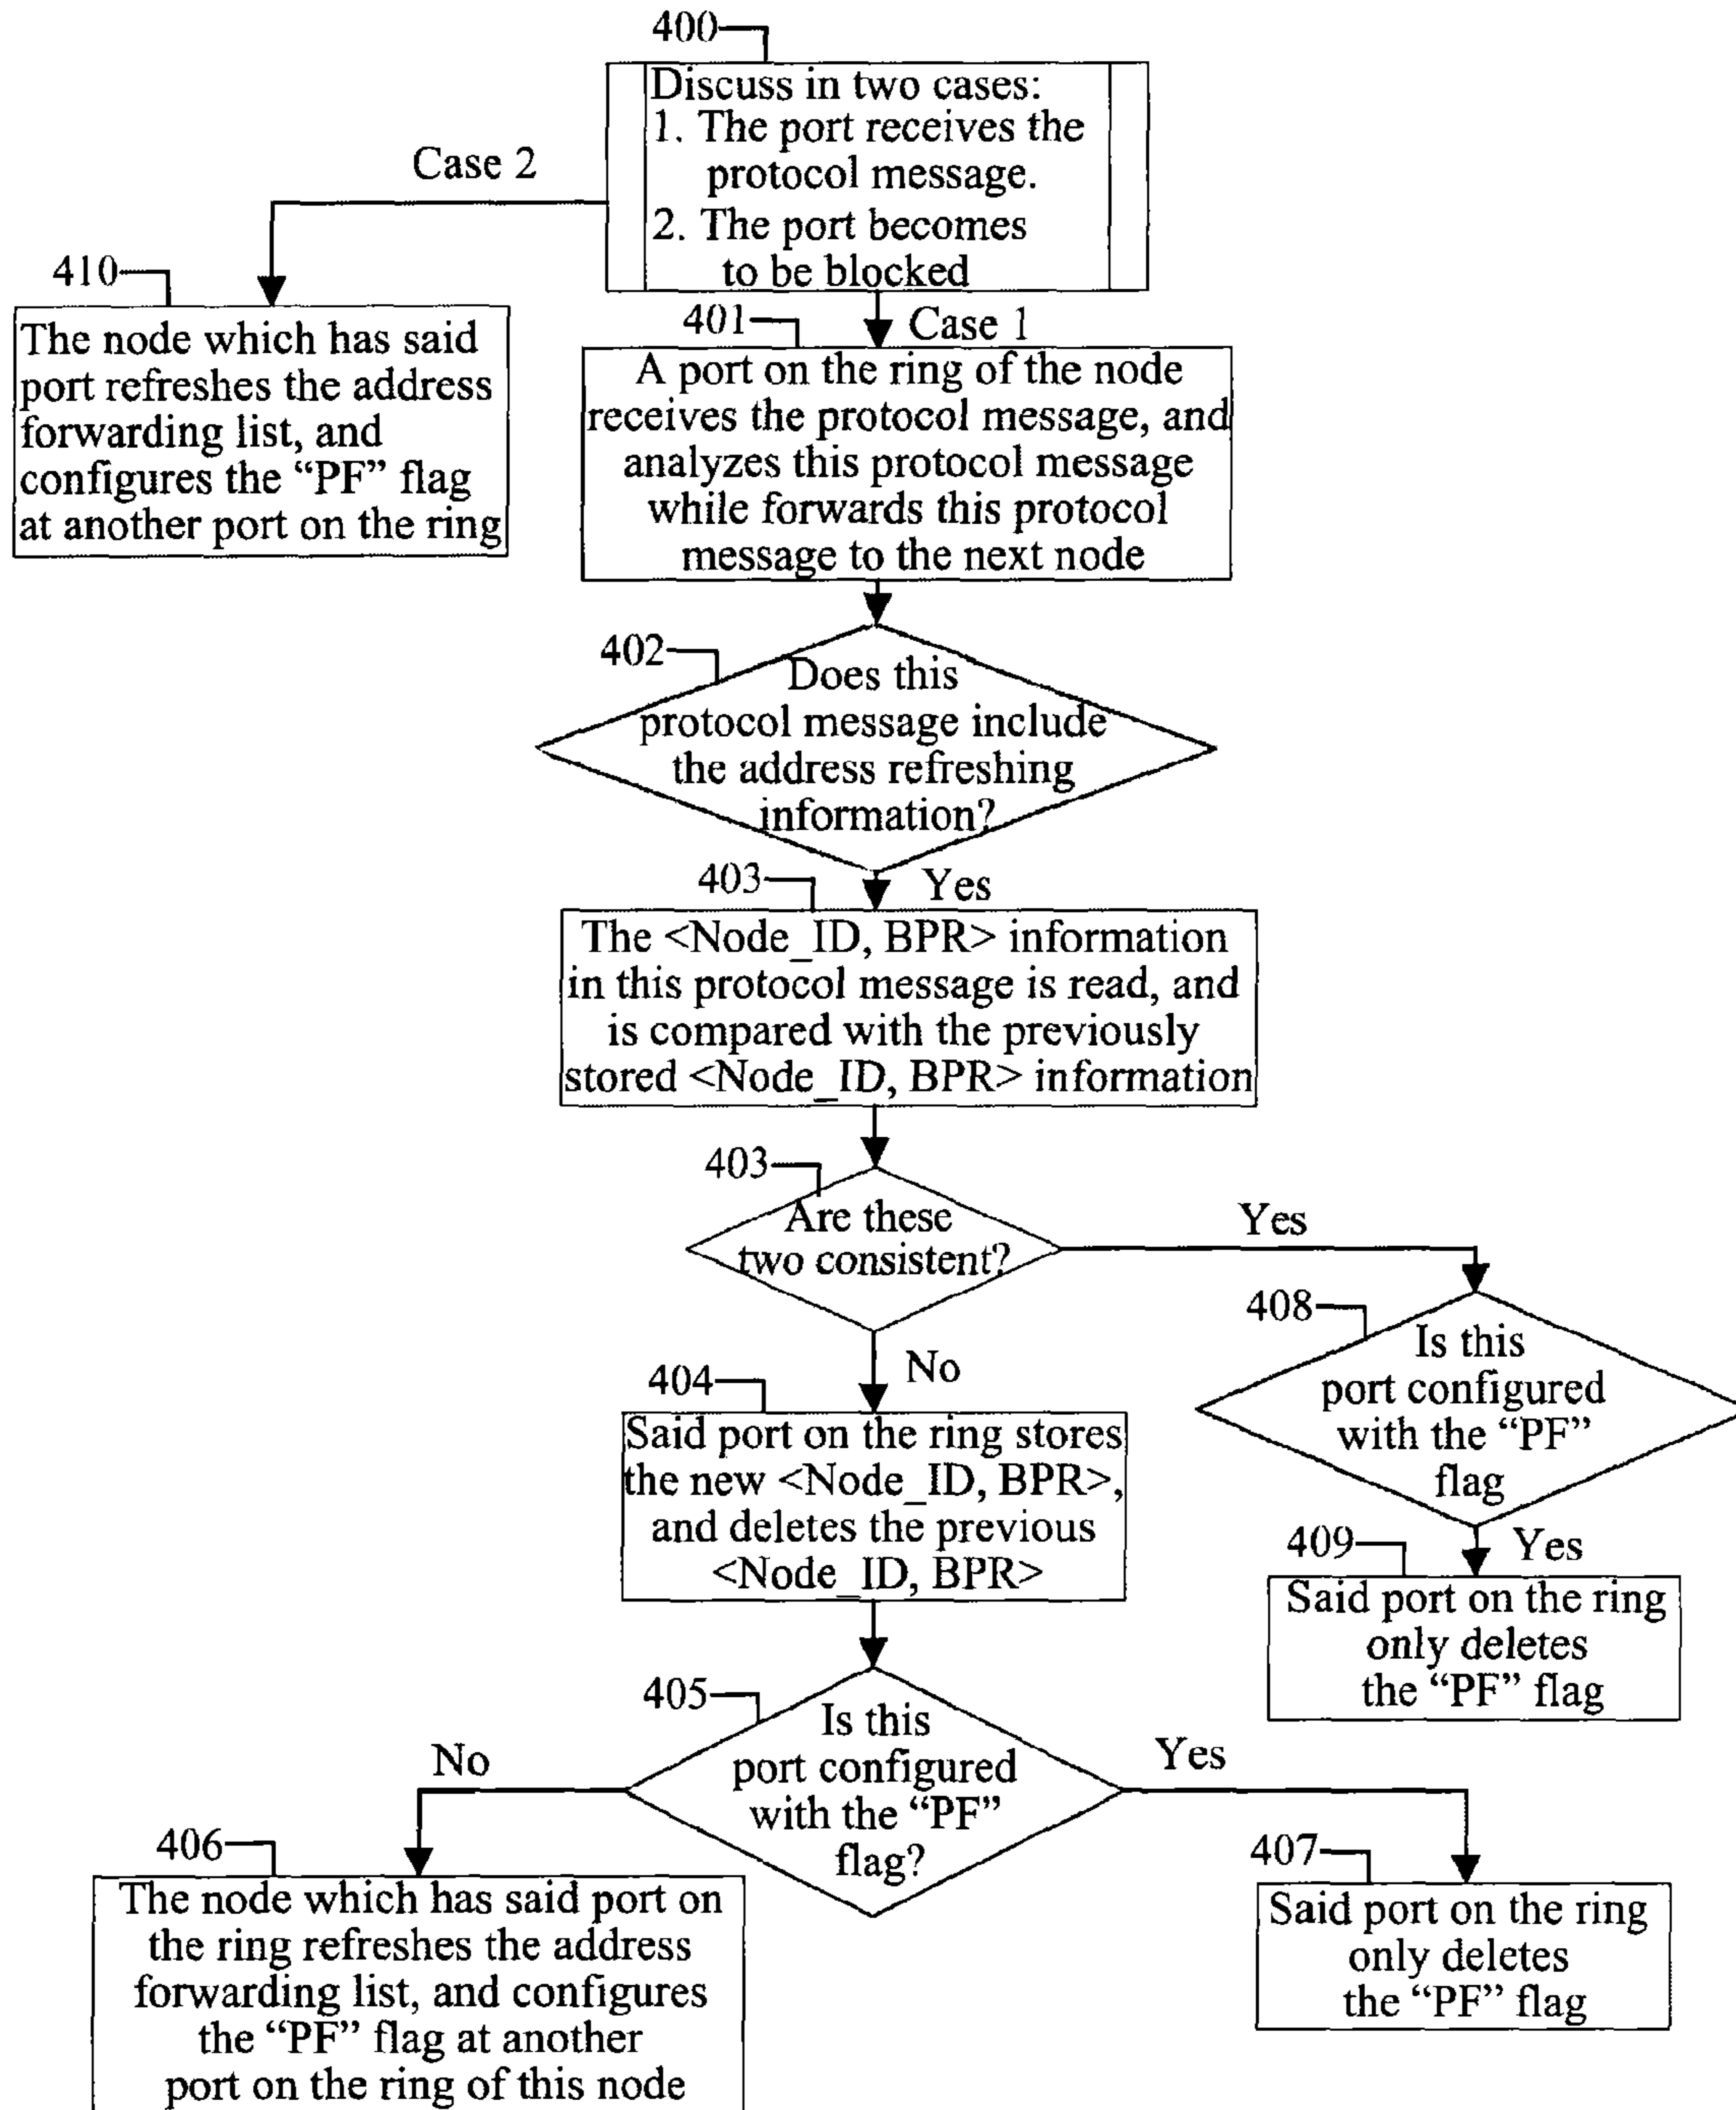 400
Discuss in two cases:
1. The port receives the
protocol message.
2. The port becomes
to be blocked
Case 2
410
The node which has said
port refreshes the address
forwarding list, and
configures the “PF” flag
at another port on the ring
401
Case 1
A port on the ring of the node
receives the protocol message, and
analyzes this protocol message
while forwards this protocol
message to the next node
402
Does this
protocol message include
the address refreshing
information?
403
Yes
The <Node_ID, BPR> information
in this protocol message is read, and
is compared with the previously
stored <Node_ID, BPR> information
403
Are these
two consistent?
Yes
408
Is this
port configured
with the “PF”
flag
No
404
Said port on the ring stores
the new <Node_ID, BPR>,
and deletes the previous
<Node_ID, BPR>
409
Yes
Said port on the ring
only deletes
the “PF” flag
405
Is this
port configured
with the “PF”
flag?
No
Yes
406
The node which has said port on
the ring refreshes the address
forwarding list, and configures
the “PF” flag at another
port on the ring of this node
407
Said port on the ring
only deletes
the “PF” flag